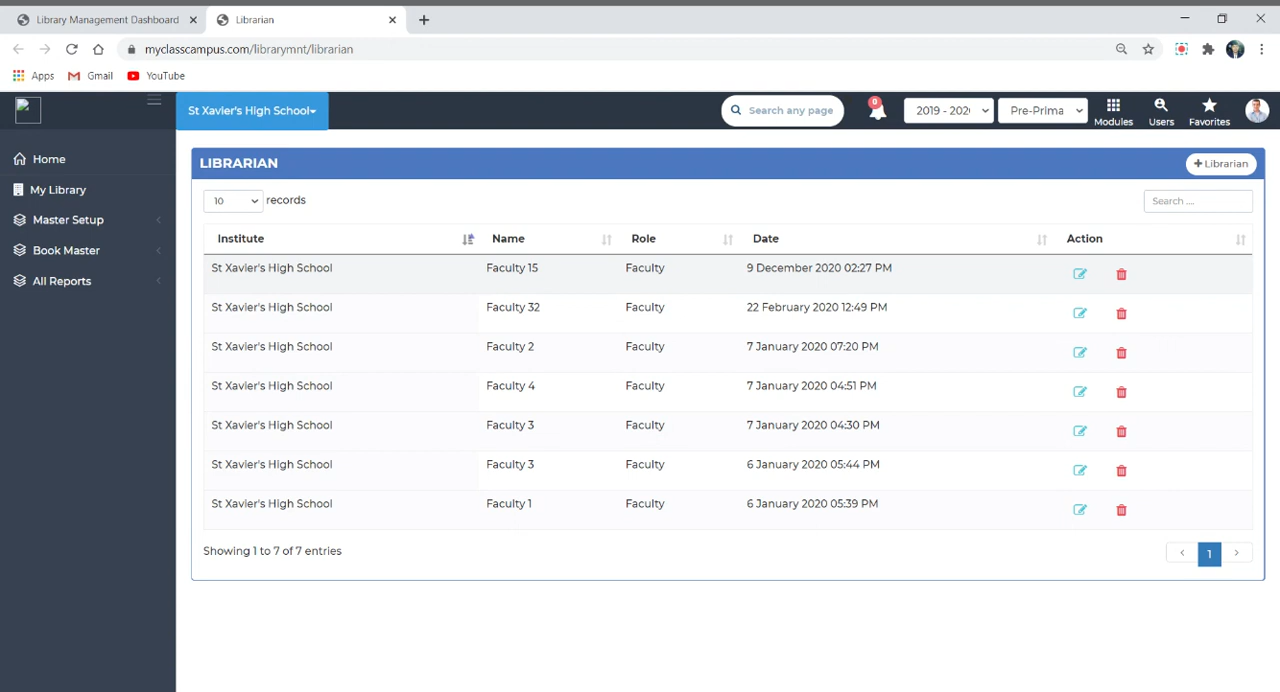 Library Management Dashboard
Librarian
myclasscampus.com/librarymnt/librarian
Apps Gmail YouTube
St Xavier's High School
Search any page
0
2019 - 202
Pre-Prima
Modules
Users
Favorites
Home
My Library
Master Setup
Book Master
All Reports
LIBRARIAN
+ Librarian
10 records
Search ....
Institute Name Role Date Action
St Xavier's High School Faculty 15 Faculty 9 December 2020 02:27 PM
St Xavier's High School Faculty 32 Faculty 22 February 2020 12:49 PM
St Xavier's High School Faculty 2 Faculty 7 January 2020 07:20 PM
St Xavier's High School Faculty 4 Faculty 7 January 2020 04:51 PM
St Xavier's High School Faculty 3 Faculty 7 January 2020 04:30 PM
St Xavier's High School Faculty 3 Faculty 6 January 2020 05:44 PM
St Xavier's High School Faculty 1 Faculty 6 January 2020 05:39 PM
Showing 1 to 7 of 7 entries
1